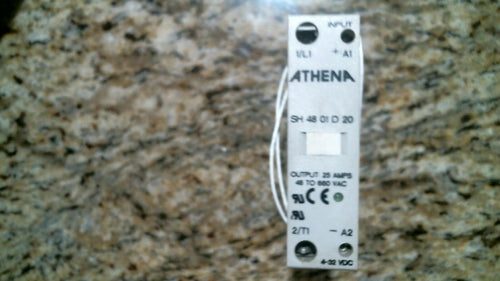 INPUT
1/L1 + A1
ATHENA
SH 48 01 D 20
OUTPUT 25 AMPS
48 TO 660 VAC
CE
2/T1 − A2
4-32 VDC